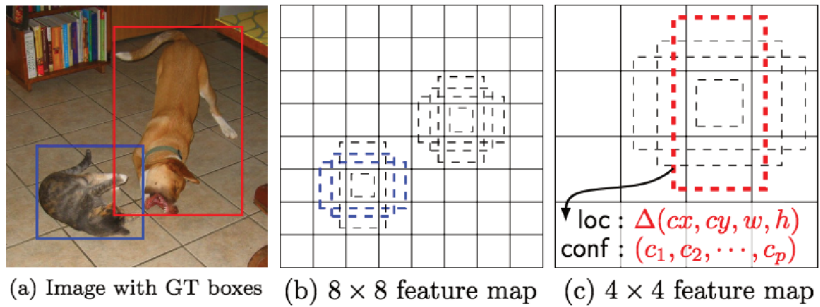 loc : Δ(cx, cy, w, h)
conf : (c₁, c₂, ⋯, cₚ)
(a) Image with GT boxes
(b) 8 × 8 feature map
(c) 4 × 4 feature map